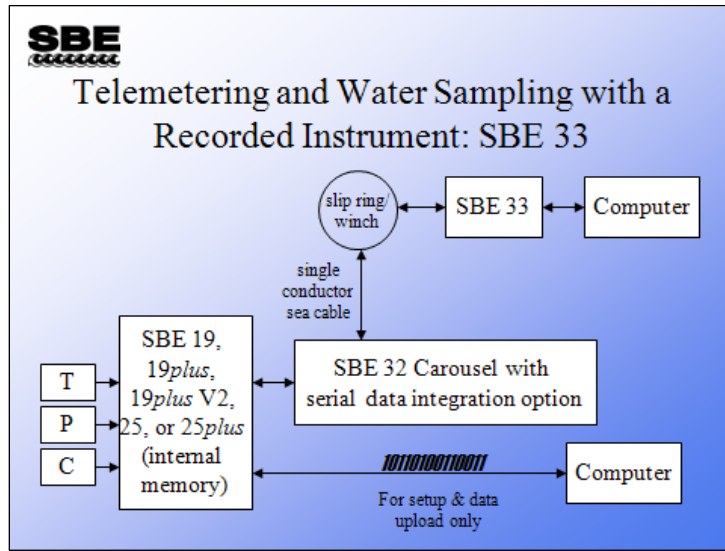 SBE
Telemetering and Water Sampling with a
Recorded Instrument: SBE 33
slip ring/
winch
SBE 33
Computer
single
conductor
sea cable
SBE 19,
19plus,
19plus V2,
25, or 25plus
(internal
memory)
SBE 32 Carousel with
serial data integration option
T
P
C
10110100110011
Computer
For setup & data
upload only